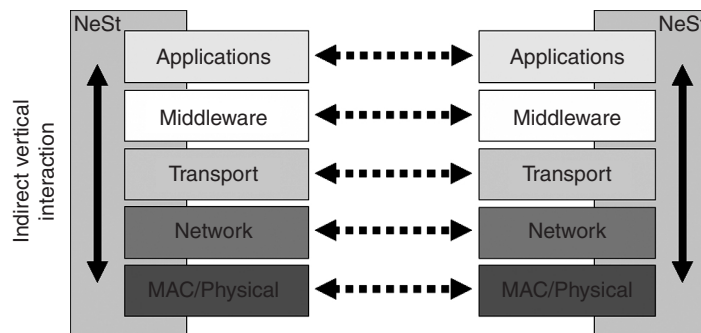 NeSt
NeSt
Applications
Applications
Middleware
Middleware
Transport
Transport
Network
Network
MAC/Physical
MAC/Physical
Indirect vertical
interaction